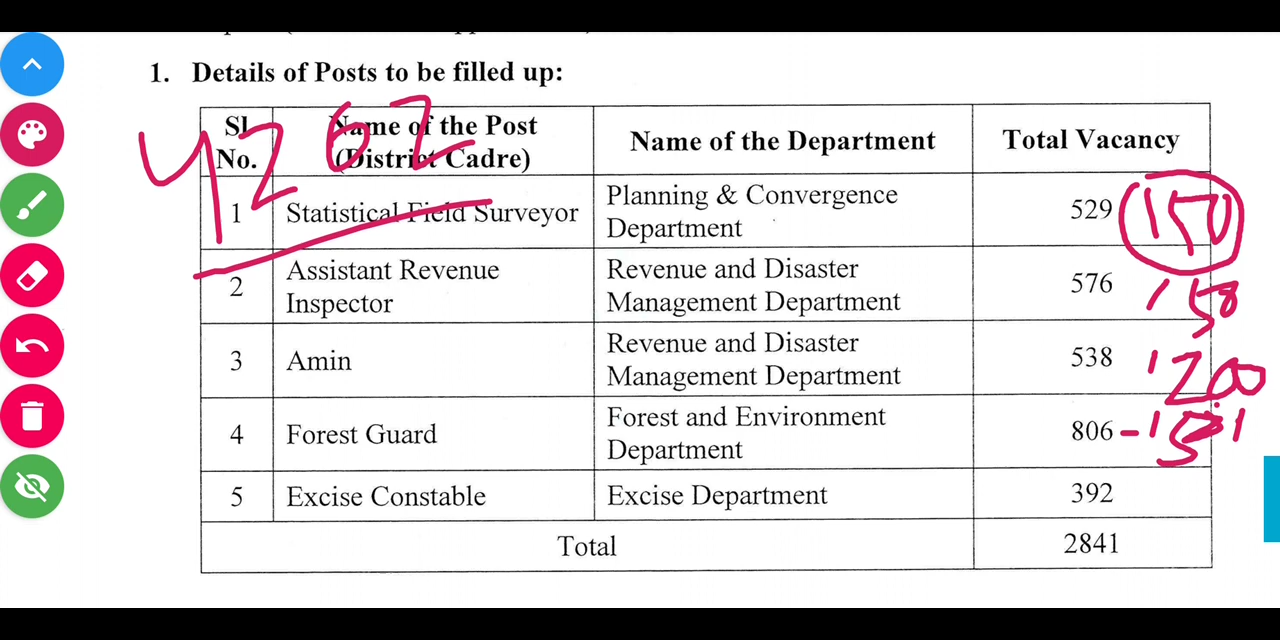 1. Details of Posts to be filled up:
Sl No. Name of the Post (District Cadre) Name of the Department Total Vacancy
4262
1 Statistical Field Surveyor Planning & Convergence Department 529 150
2 Assistant Revenue Inspector Revenue and Disaster Management Department 576 150
3 Amin Revenue and Disaster Management Department 538 1200
4 Forest Guard Forest and Environment Department 806
5 Excise Constable Excise Department 392
Total 2841